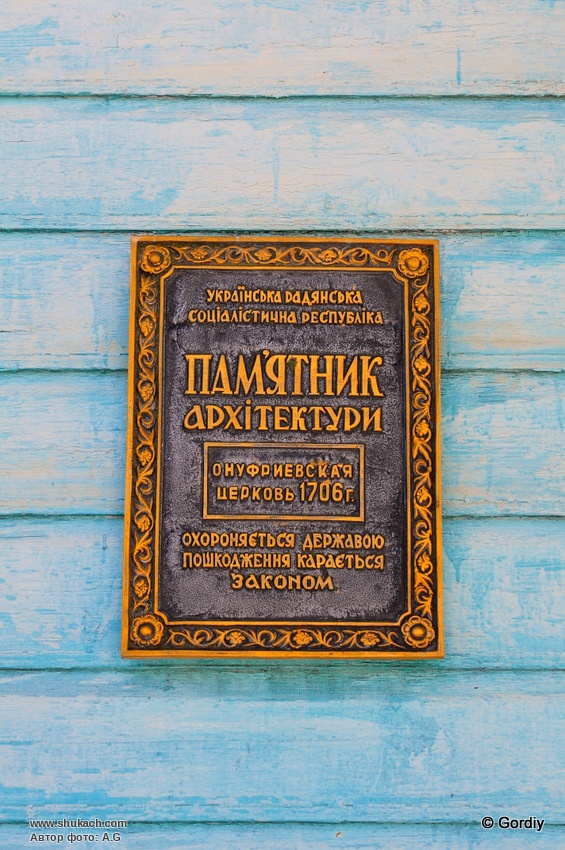 Українська Радянська
Соціалістична Республіка
ПАМ'ЯТНИК
АРХІТЕКТУРИ
ОНУФРИЕВСКАЯ
ЦЕРКОВЬ 1706 г.
ОХОРОНЯЄТЬСЯ ДЕРЖАВОЮ
ПОШКОДЖЕННЯ КАРАЄТЬСЯ
ЗАКОНОМ
www.shukach.com
Автор фото: A.G
© Gordiy